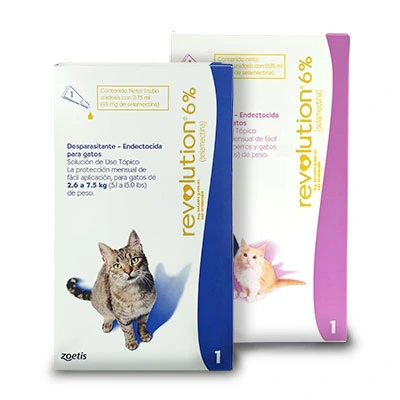 1
Contenido Neto: 1 tubo
unidosis con 0.75 ml
(45 mg de selamectina)
Desparasitante - Endectocida
para gatos
Solución de Uso Tópico
La protección mensual de
fácil aplicación, para gatos de
2.6 a 7.5 kg (5.1 a 15.0 lbs)
de peso.
revolution® 6%
(selamectina)
zoetis
1
Contenido neto: 1 tubo
unidosis con 0.25 ml
de selamectina)
Endectocida
gatos
Tópico
mensual de
perros y gatos
lbs) de peso.
revolution® 6%
(selamectina)
1